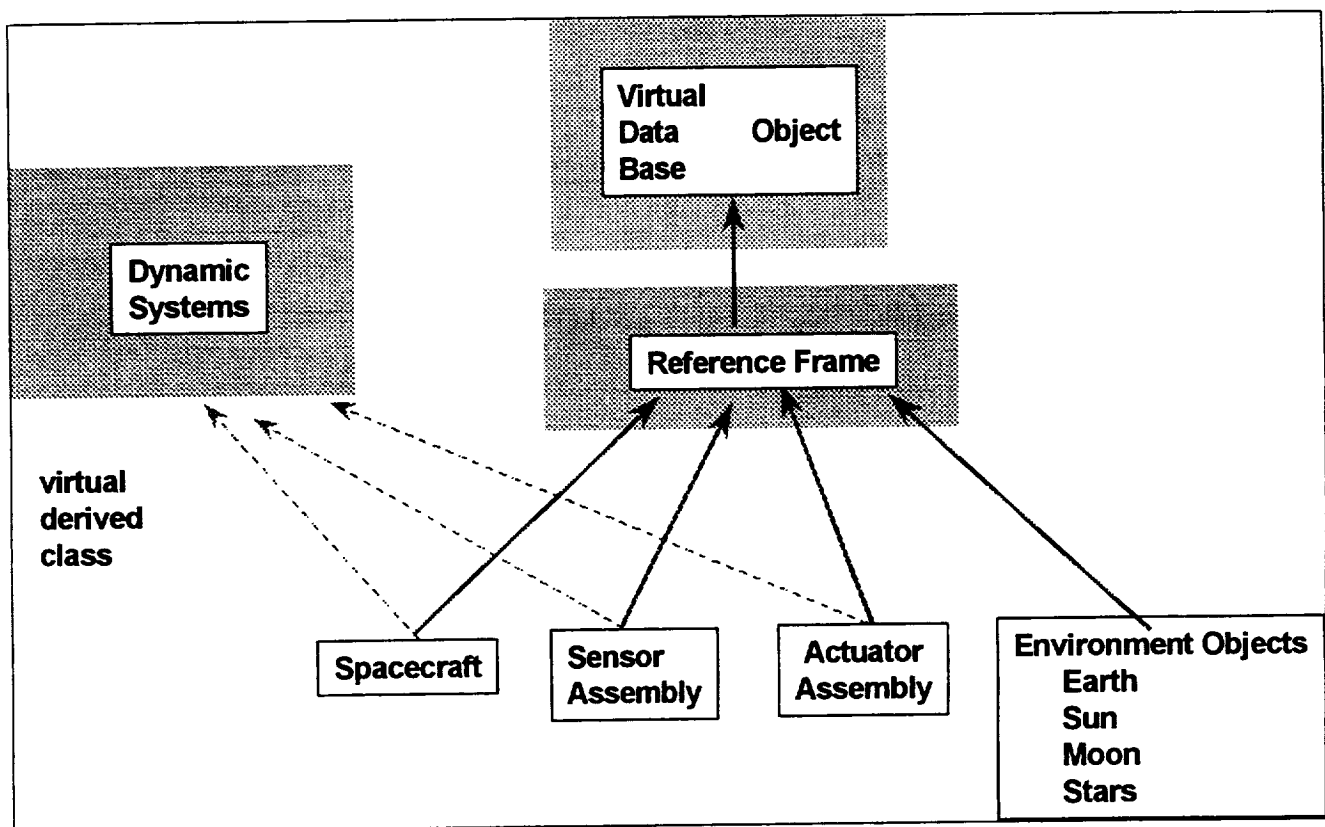 Virtual
Data Object
Base
Dynamic
Systems
Reference Frame
virtual
derived
class
Spacecraft
Sensor
Assembly
Actuator
Assembly
Environment Objects
Earth
Sun
Moon
Stars